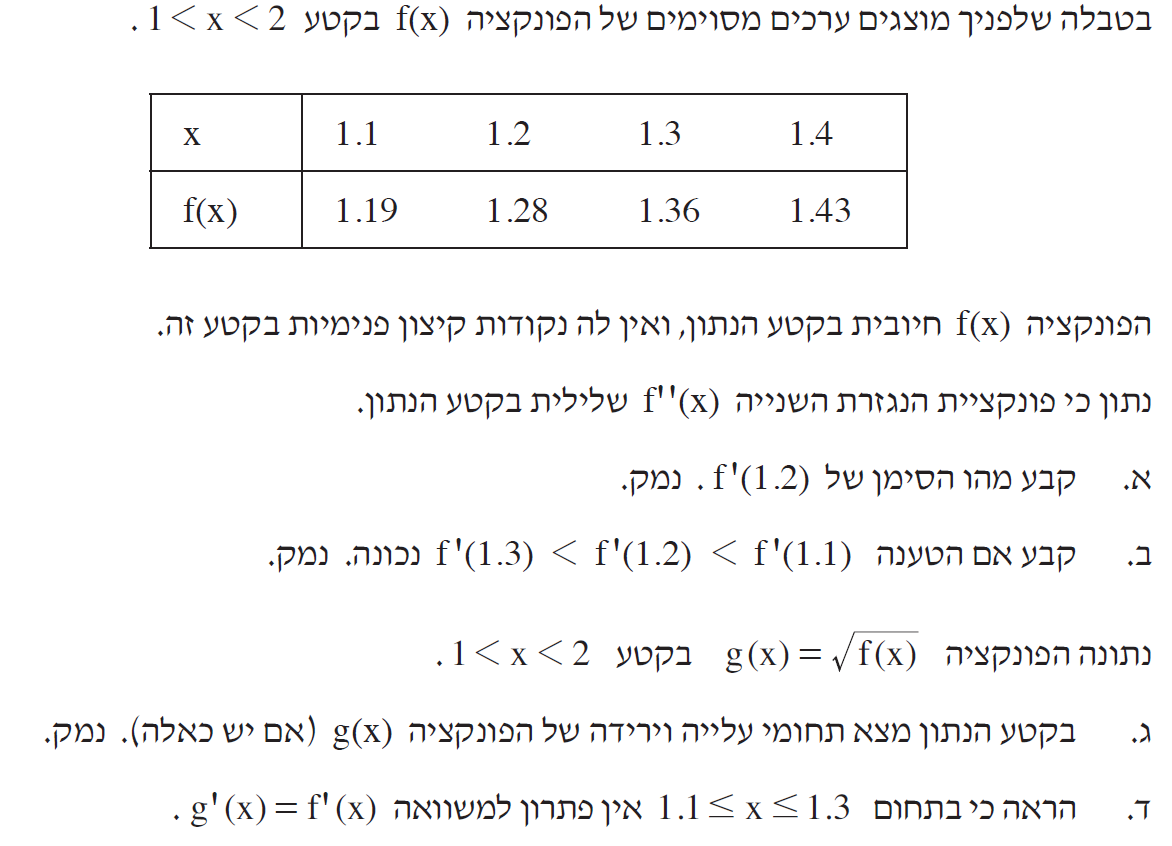 בטבלה שלפניך מוצגים ערכים מסוימים של הפונקציה f(x) בקטע 1 < x < 2 .
x 1.1 1.2 1.3 1.4
f(x) 1.19 1.28 1.36 1.43
הפונקציה f(x) חיובית בקטע הנתון, ואין לה נקודות קיצון פנימיות בקטע זה.
נתון כי פונקציית הנגזרת השנייה f''(x) שלילית בקטע הנתון.
א. קבע מהו הסימן של f'(1.2) . נמק.
ב. קבע אם הטענה f'(1.3) < f'(1.2) < f'(1.1) נכונה. נמק.
נתונה הפונקציה g(x) = √f(x) בקטע 1 < x < 2 .
ג. בקטע הנתון מצא תחומי עלייה וירידה של הפונקציה g(x) (אם יש כאלה). נמק.
ד. הראה כי בתחום 1.1 ≤ x ≤ 1.3 אין פתרון למשוואה g'(x) = f'(x) .